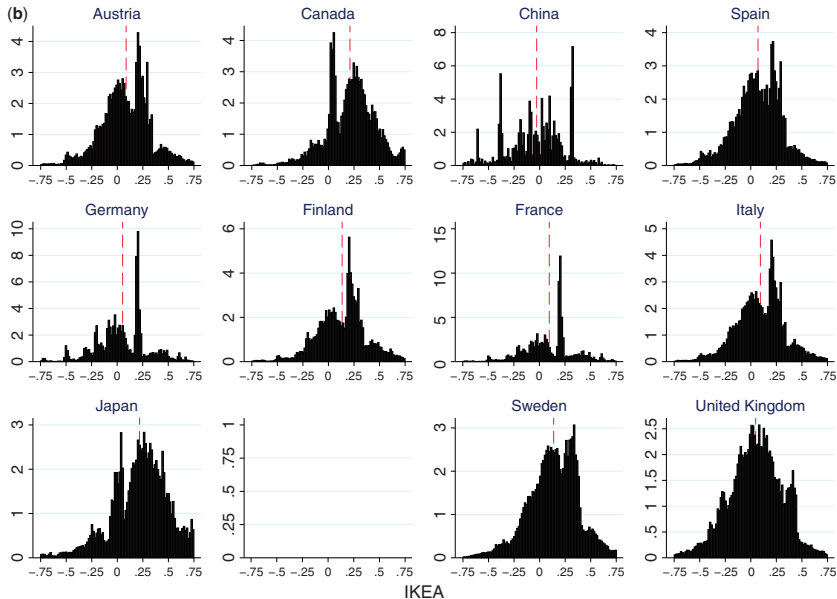 (b)
Austria Canada China Spain
4 3 2 1 0
-.75 -.5 -.25 0 .25 .5 .75
4 3 2 1 0
-.75 -.5 -.25 0 .25 .5 .75
8 6 4 2 0
-.75 -.5 -.25 0 .25 .5 .75
4 3 2 1 0
-.75 -.5 -.25 0 .25 .5 .75
Germany Finland France Italy
10 8 6 4 2 0
-.75 -.5 -.25 0 .25 .5 .75
6 4 2 0
-.75 -.5 -.25 0 .25 .5 .75
15 10 5 0
-.75 -.5 -.25 0 .25 .5 .75
5 4 3 2 1 0
-.75 -.5 -.25 0 .25 .5 .75
Japan Sweden United Kingdom
3 2 1 0
-.75 -.5 -.25 0 .25 .5 .75
1 .75 .5 .25 0
-.75 -.5 -.25 0 .25 .5 .75
3 2 1 0
-.75 -.5 -.25 0 .25 .5 .75
2.5 2 1.5 1 .5 0
-.75 -.5 -.25 0 .25 .5 .75
IKEA